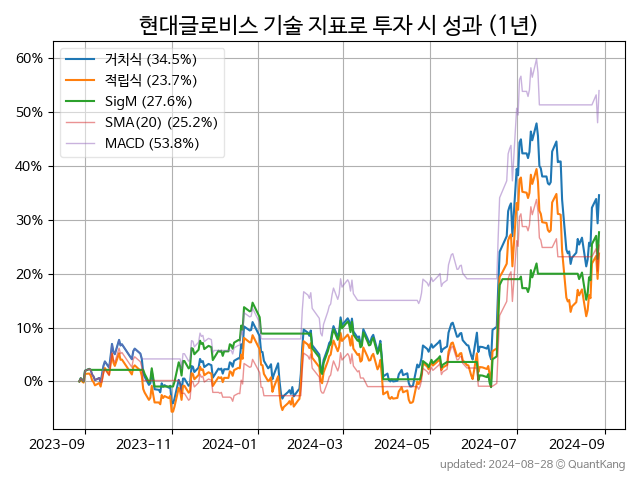 현대글로비스 기술 지표로 투자 시 성과 (1년)
거치식 (34.5%)
적립식 (23.7%)
SigM (27.6%)
SMA(20) (25.2%)
MACD (53.8%)
60%
50%
40%
30%
20%
10%
0%
2023-09 2023-11 2024-01 2024-03 2024-05 2024-07 2024-09
updated: 2024-08-28 © QuantKang